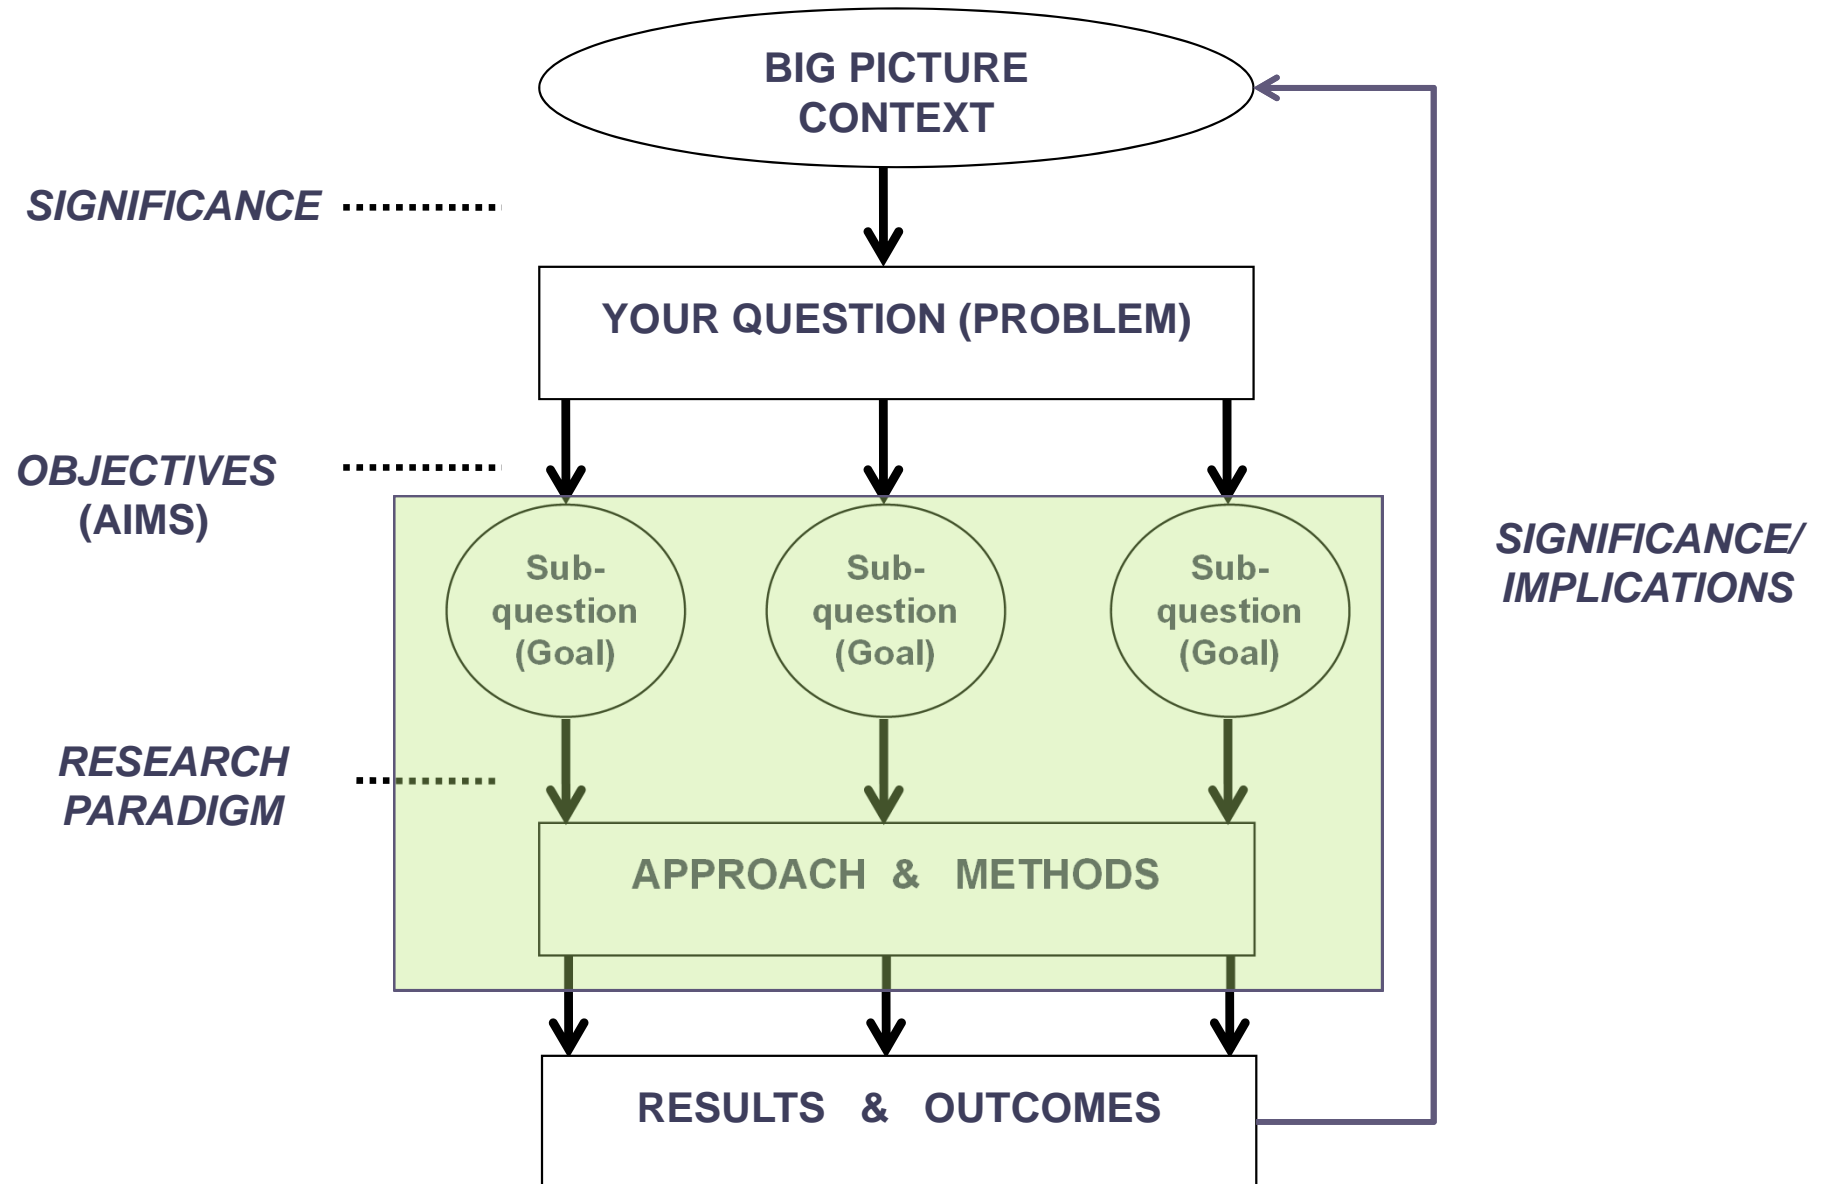 BIG PICTURE
CONTEXT
SIGNIFICANCE
YOUR QUESTION (PROBLEM)
OBJECTIVES
(AIMS)
Sub-
question
(Goal)
Sub-
question
(Goal)
Sub-
question
(Goal)
SIGNIFICANCE/
IMPLICATIONS
RESEARCH
PARADIGM
APPROACH & METHODS
RESULTS & OUTCOMES